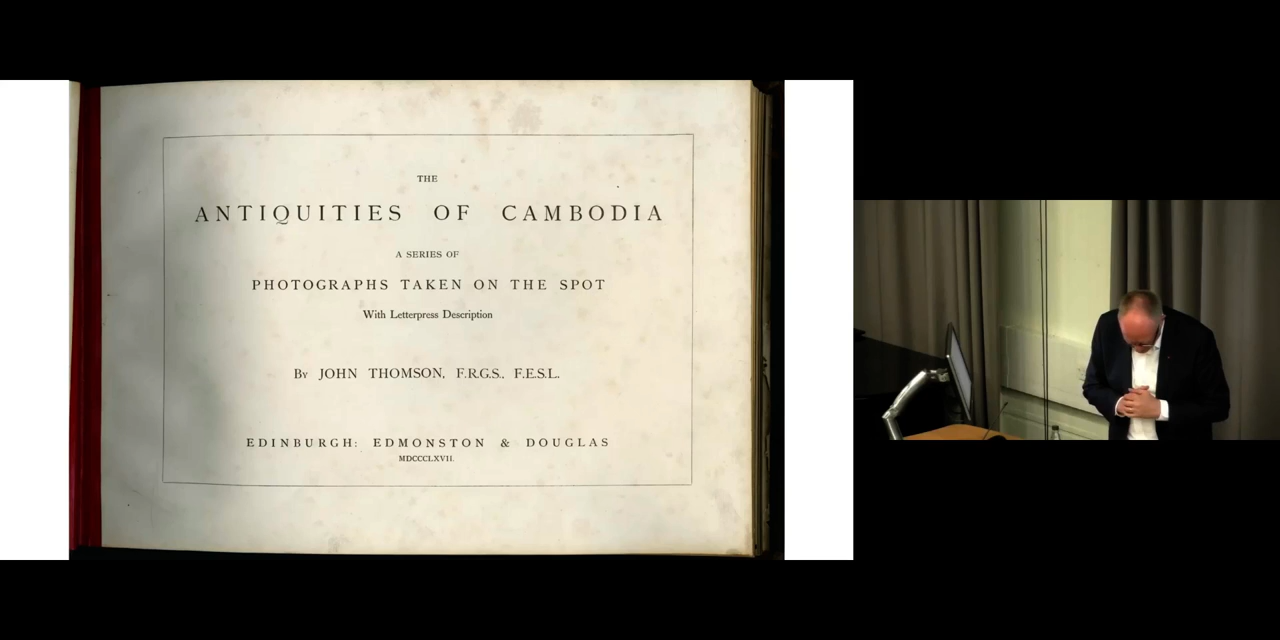 THE
ANTIQUITIES OF CAMBODIA
A SERIES OF
PHOTOGRAPHS TAKEN ON THE SPOT
With Letterpress Description
By JOHN THOMSON, F.R.G.S., F.E.S.L.
EDINBURGH: EDMONSTON & DOUGLAS
MDCCCLXVII.